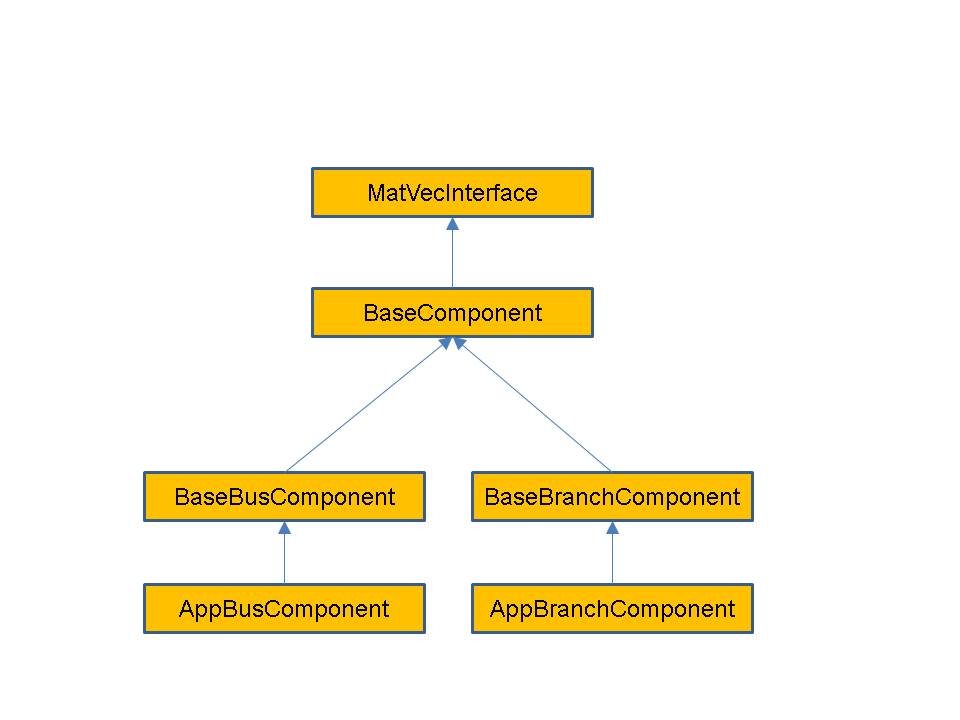 MatVecInterface
BaseComponent
BaseBusComponent
BaseBranchComponent
AppBusComponent
AppBranchComponent